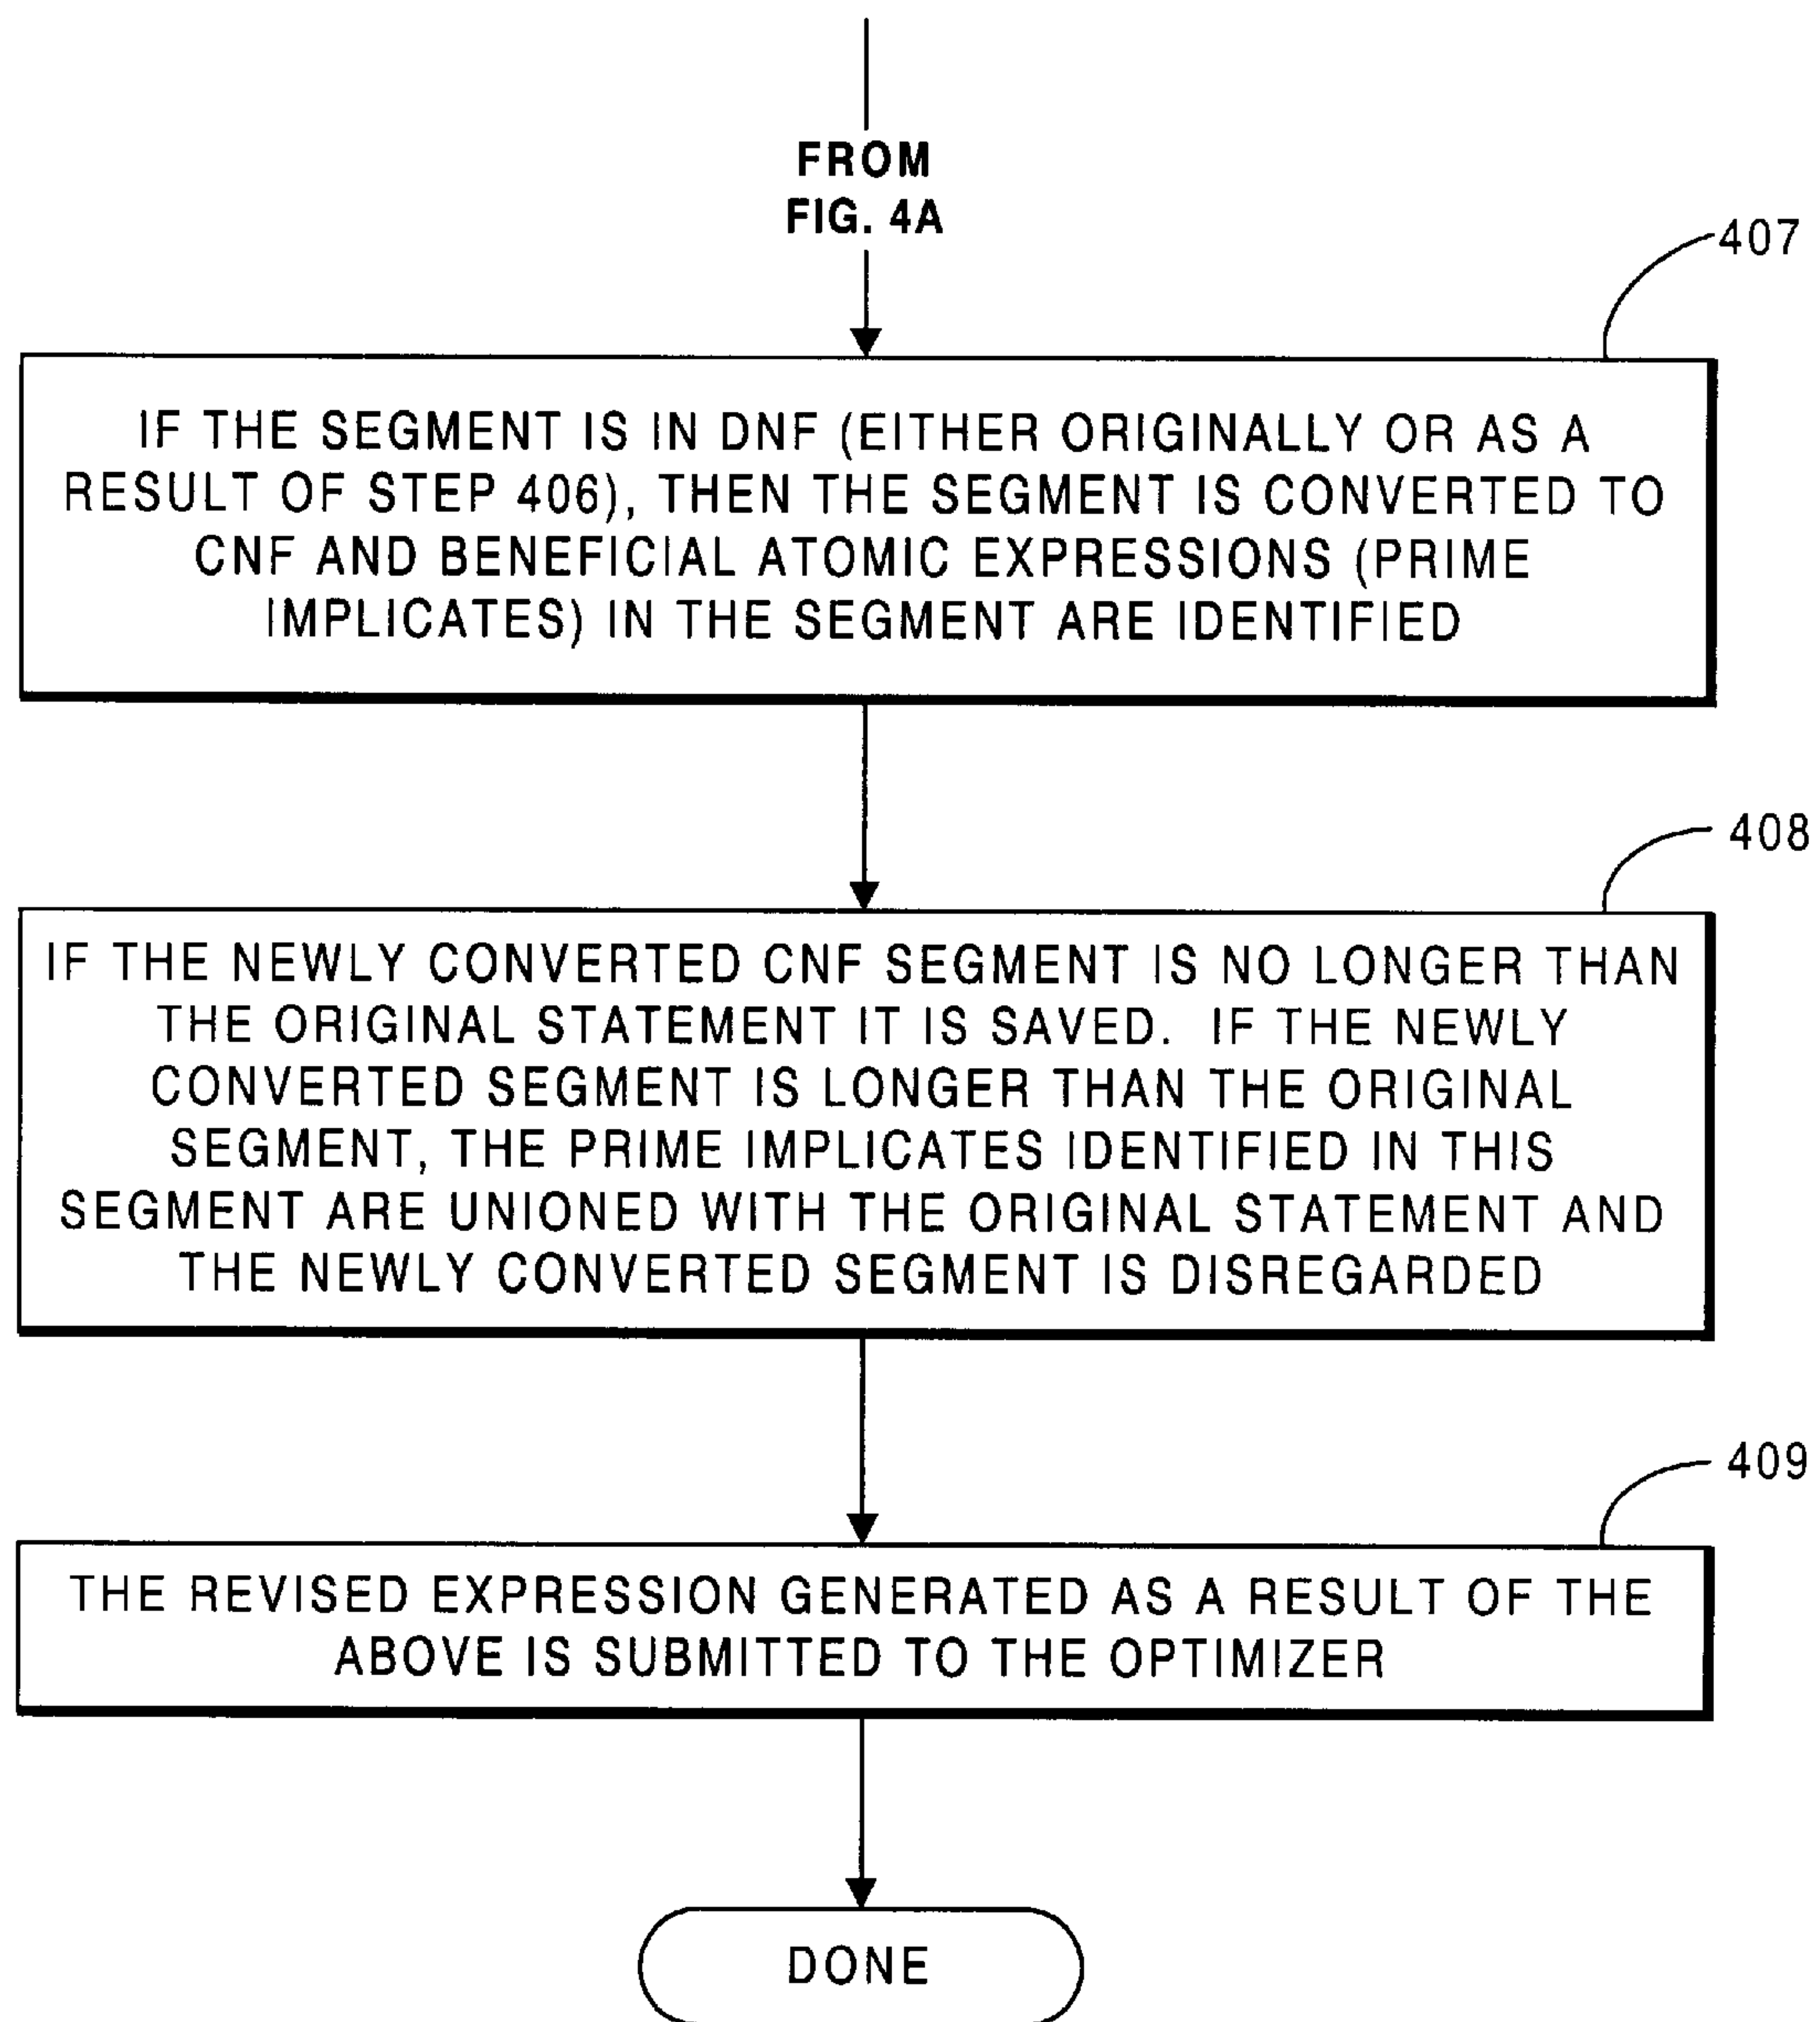 FROM
FIG. 4A
407
IF THE SEGMENT IS IN DNF (EITHER ORIGINALLY OR AS A
RESULT OF STEP 406), THEN THE SEGMENT IS CONVERTED TO
CNF AND BENEFICIAL ATOMIC EXPRESSIONS (PRIME
IMPLICATES) IN THE SEGMENT ARE IDENTIFIED
408
IF THE NEWLY CONVERTED CNF SEGMENT IS NO LONGER THAN
THE ORIGINAL STATEMENT IT IS SAVED. IF THE NEWLY
CONVERTED SEGMENT IS LONGER THAN THE ORIGINAL
SEGMENT, THE PRIME IMPLICATES IDENTIFIED IN THIS
SEGMENT ARE UNIONED WITH THE ORIGINAL STATEMENT AND
THE NEWLY CONVERTED SEGMENT IS DISREGARDED
409
THE REVISED EXPRESSION GENERATED AS A RESULT OF THE
ABOVE IS SUBMITTED TO THE OPTIMIZER
DONE